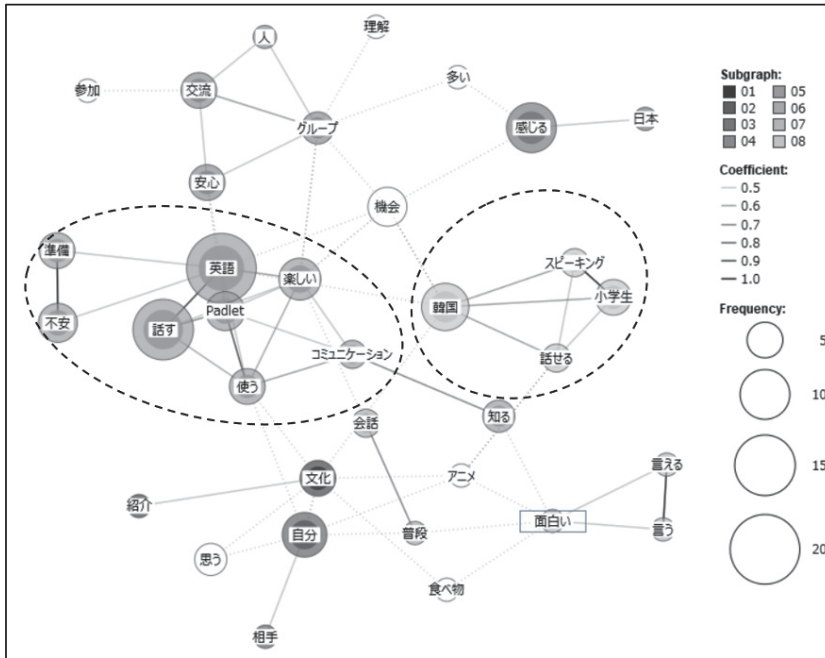 人
理解
多い
参加
交流
グループ
感じる
日本
安心
機会
準備
英語
楽しい
スピーキング
小学生
韓国
不安
話す
Padlet
コミュニケーション
話せる
使う
会話
知る
文化
アニメ
言える
紹介
自分
普段
面白い
言う
思う
食べ物
相手
Subgraph:
01 05
02 06
03 07
04 08
Coefficient:
0.5
0.6
0.7
0.8
0.9
1.0
Frequency:
5
10
15
20